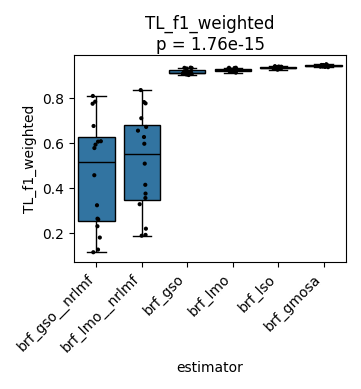 TL_f1_weighted
p = 1.76e-15
TL_f1_weighted
0.8
0.6
0.4
0.2
brf_gso__nrlmf
brf_lmo__nrlmf
brf_gso
brf_lmo
brf_lso
brf_gmosa
estimator